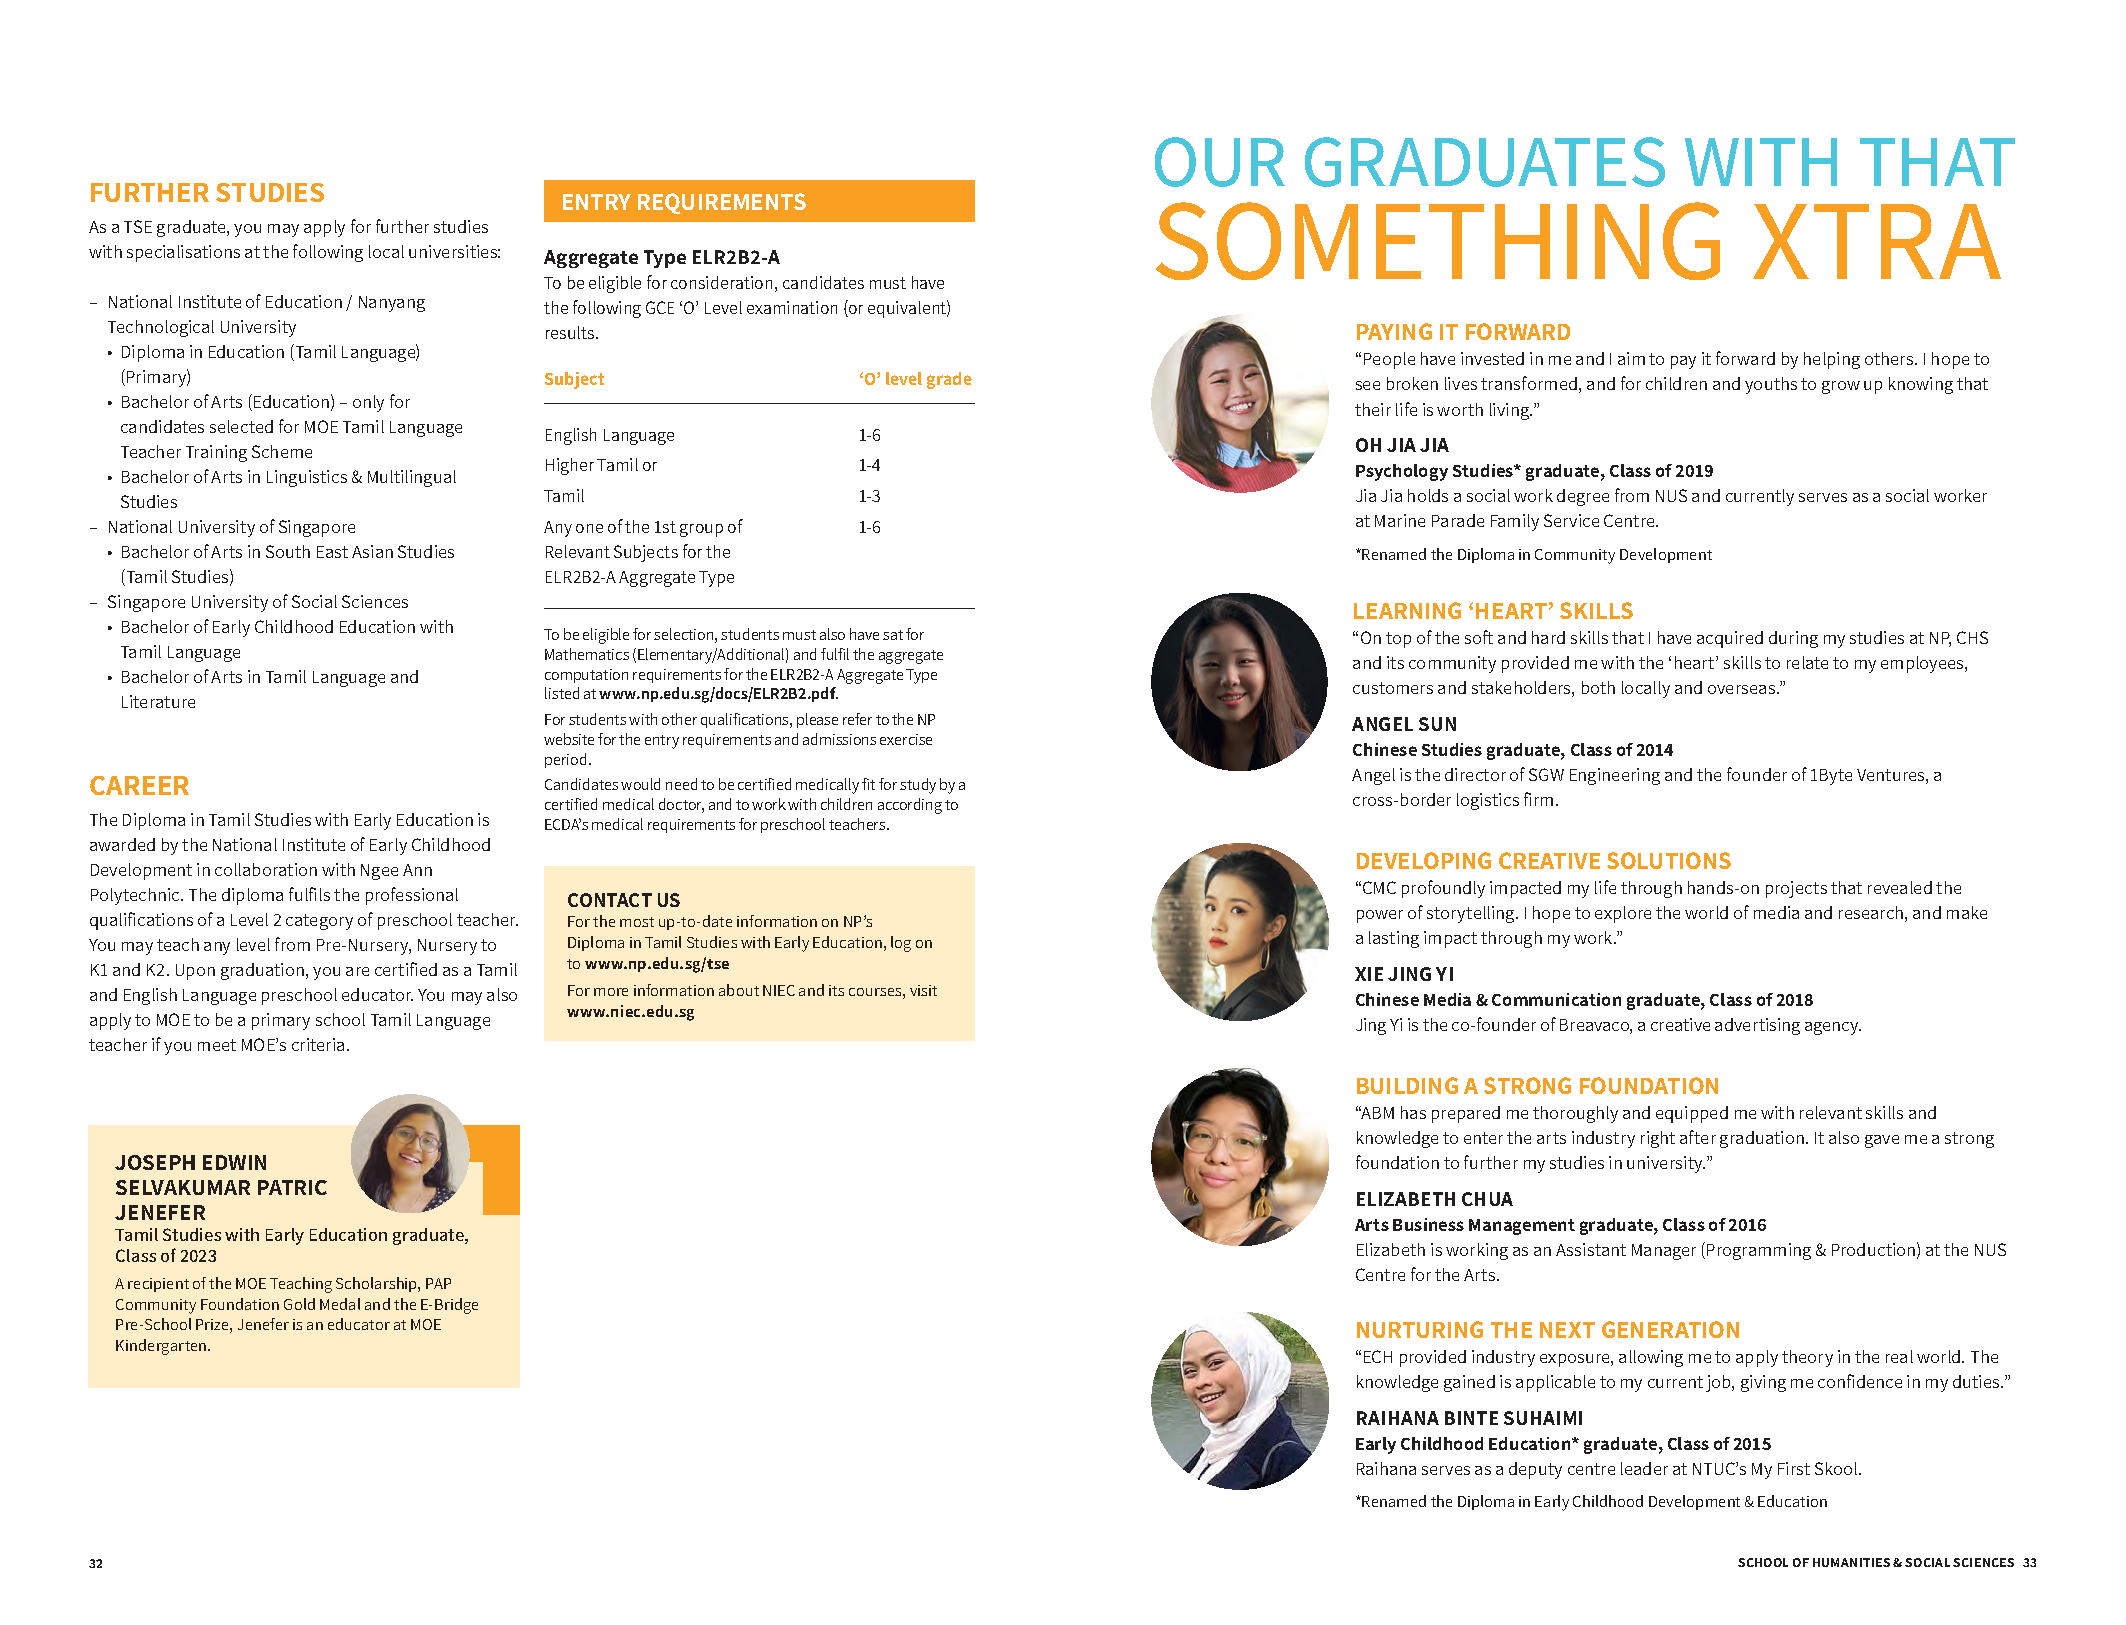 FURTHER STUDIES
As a TSE graduate, you may apply for further studies
with specialisations at the following local universities:
– National Institute of Education / Nanyang
Technological University
• Diploma in Education (Tamil Language)
(Primary)
• Bachelor of Arts (Education) – only for
candidates selected for MOE Tamil Language
Teacher Training Scheme
• Bachelor of Arts in Linguistics & Multilingual
Studies
– National University of Singapore
• Bachelor of Arts in South East Asian Studies
(Tamil Studies)
– Singapore University of Social Sciences
• Bachelor of Early Childhood Education with
Tamil Language
• Bachelor of Arts in Tamil Language and
Literature
CAREER
The Diploma in Tamil Studies with Early Education is
awarded by the National Institute of Early Childhood
Development in collaboration with Ngee Ann
Polytechnic. The diploma fulfils the professional
qualifications of a Level 2 category of preschool teacher.
You may teach any level from Pre-Nursery, Nursery to
K1 and K2. Upon graduation, you are certified as a Tamil
and English Language preschool educator. You may also
apply to MOE to be a primary school Tamil Language
teacher if you meet MOE’s criteria.
JOSEPH EDWIN
SELVAKUMAR PATRIC
JENEFER
Tamil Studies with Early Education graduate,
Class of 2023
A recipient of the MOE Teaching Scholarship, PAP
Community Foundation Gold Medal and the E-Bridge
Pre-School Prize, Jenefer is an educator at MOE
Kindergarten.
32
ENTRY REQUIREMENTS
Aggregate Type ELR2B2-A
To be eligible for consideration, candidates must have
the following GCE ‘O’ Level examination (or equivalent)
results.
Subject ‘O’ level grade
English Language 1-6
Higher Tamil or 1-4
Tamil 1-3
Any one of the 1st group of 1-6
Relevant Subjects for the
ELR2B2-A Aggregate Type
To be eligible for selection, students must also have sat for
Mathematics (Elementary/Additional) and fulfil the aggregate
computation requirements for the ELR2B2-A Aggregate Type
listed at www.np.edu.sg/docs/ELR2B2.pdf.
For students with other qualifications, please refer to the NP
website for the entry requirements and admissions exercise
period.
Candidates would need to be certified medically fit for study by a
certified medical doctor, and to work with children according to
ECDA’s medical requirements for preschool teachers.
CONTACT US
For the most up-to-date information on NP’s
Diploma in Tamil Studies with Early Education, log on
to www.np.edu.sg/tse
For more information about NIEC and its courses, visit
www.niec.edu.sg
OUR GRADUATES WITH THAT
SOMETHING XTRA
PAYING IT FORWARD
“People have invested in me and I aim to pay it forward by helping others. I hope to
see broken lives transformed, and for children and youths to grow up knowing that
their life is worth living.”
OH JIA JIA
Psychology Studies* graduate, Class of 2019
Jia Jia holds a social work degree from NUS and currently serves as a social worker
at Marine Parade Family Service Centre.
*Renamed the Diploma in Community Development
LEARNING ‘HEART’ SKILLS
“On top of the soft and hard skills that I have acquired during my studies at NP, CHS
and its community provided me with the ‘heart’ skills to relate to my employees,
customers and stakeholders, both locally and overseas.”
ANGEL SUN
Chinese Studies graduate, Class of 2014
Angel is the director of SGW Engineering and the founder of 1Byte Ventures, a
cross-border logistics firm.
DEVELOPING CREATIVE SOLUTIONS
“CMC profoundly impacted my life through hands-on projects that revealed the
power of storytelling. I hope to explore the world of media and research, and make
a lasting impact through my work.”
XIE JING YI
Chinese Media & Communication graduate, Class of 2018
Jing Yi is the co-founder of Breavaco, a creative advertising agency.
BUILDING A STRONG FOUNDATION
“ABM has prepared me thoroughly and equipped me with relevant skills and
knowledge to enter the arts industry right after graduation. It also gave me a strong
foundation to further my studies in university.”
ELIZABETH CHUA
Arts Business Management graduate, Class of 2016
Elizabeth is working as an Assistant Manager (Programming & Production) at the NUS
Centre for the Arts.
NURTURING THE NEXT GENERATION
“ECH provided industry exposure, allowing me to apply theory in the real world. The
knowledge gained is applicable to my current job, giving me confidence in my duties.”
RAIHANA BINTE SUHAIMI
Early Childhood Education* graduate, Class of 2015
Raihana serves as a deputy centre leader at NTUC’s My First Skool.
*Renamed the Diploma in Early Childhood Development & Education
SCHOOL OF HUMANITIES & SOCIAL SCIENCES 33